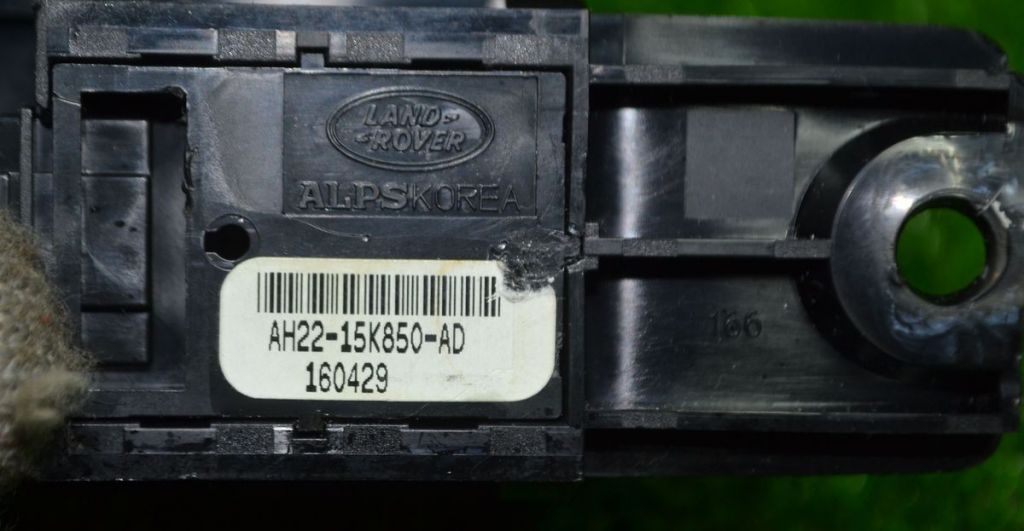 LAND-
-ROVER
ALPSKOREA
AH22-15K850-AD
160429
166